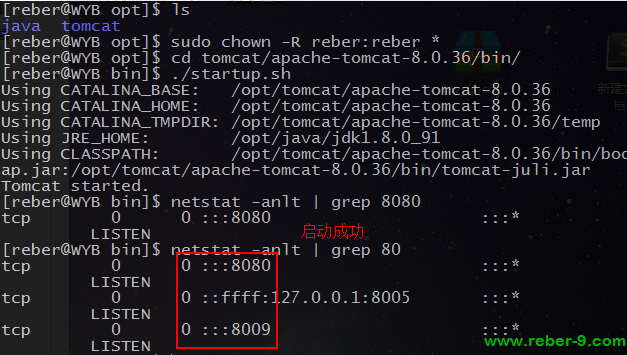 [reber@WYB opt]$ ls
java  tomcat
[reber@WYB opt]$ sudo chown -R reber:reber *
[reber@WYB opt]$ cd tomcat/apache-tomcat-8.0.36/bin/
[reber@WYB bin]$ ./startup.sh
Using CATALINA_BASE:   /opt/tomcat/apache-tomcat-8.0.36
Using CATALINA_HOME:   /opt/tomcat/apache-tomcat-8.0.36
Using CATALINA_TMPDIR: /opt/tomcat/apache-tomcat-8.0.36/temp
Using JRE_HOME:        /opt/java/jdk1.8.0_91
Using CLASSPATH:       /opt/tomcat/apache-tomcat-8.0.36/bin/boo
ap.jar:/opt/tomcat/apache-tomcat-8.0.36/bin/tomcat-juli.jar
Tomcat started.
[reber@WYB bin]$ netstat -anlt | grep 8080
tcp        0      0 :::8080                     :::*
LISTEN
启动成功
[reber@WYB bin]$ netstat -anlt | grep 80
tcp        0      0 :::8080                     :::*
LISTEN
tcp        0      0 ::ffff:127.0.0.1:8005       :::*
LISTEN
tcp        0      0 :::8009                     :::*
LISTEN
www.reber-9.com
新建文
档